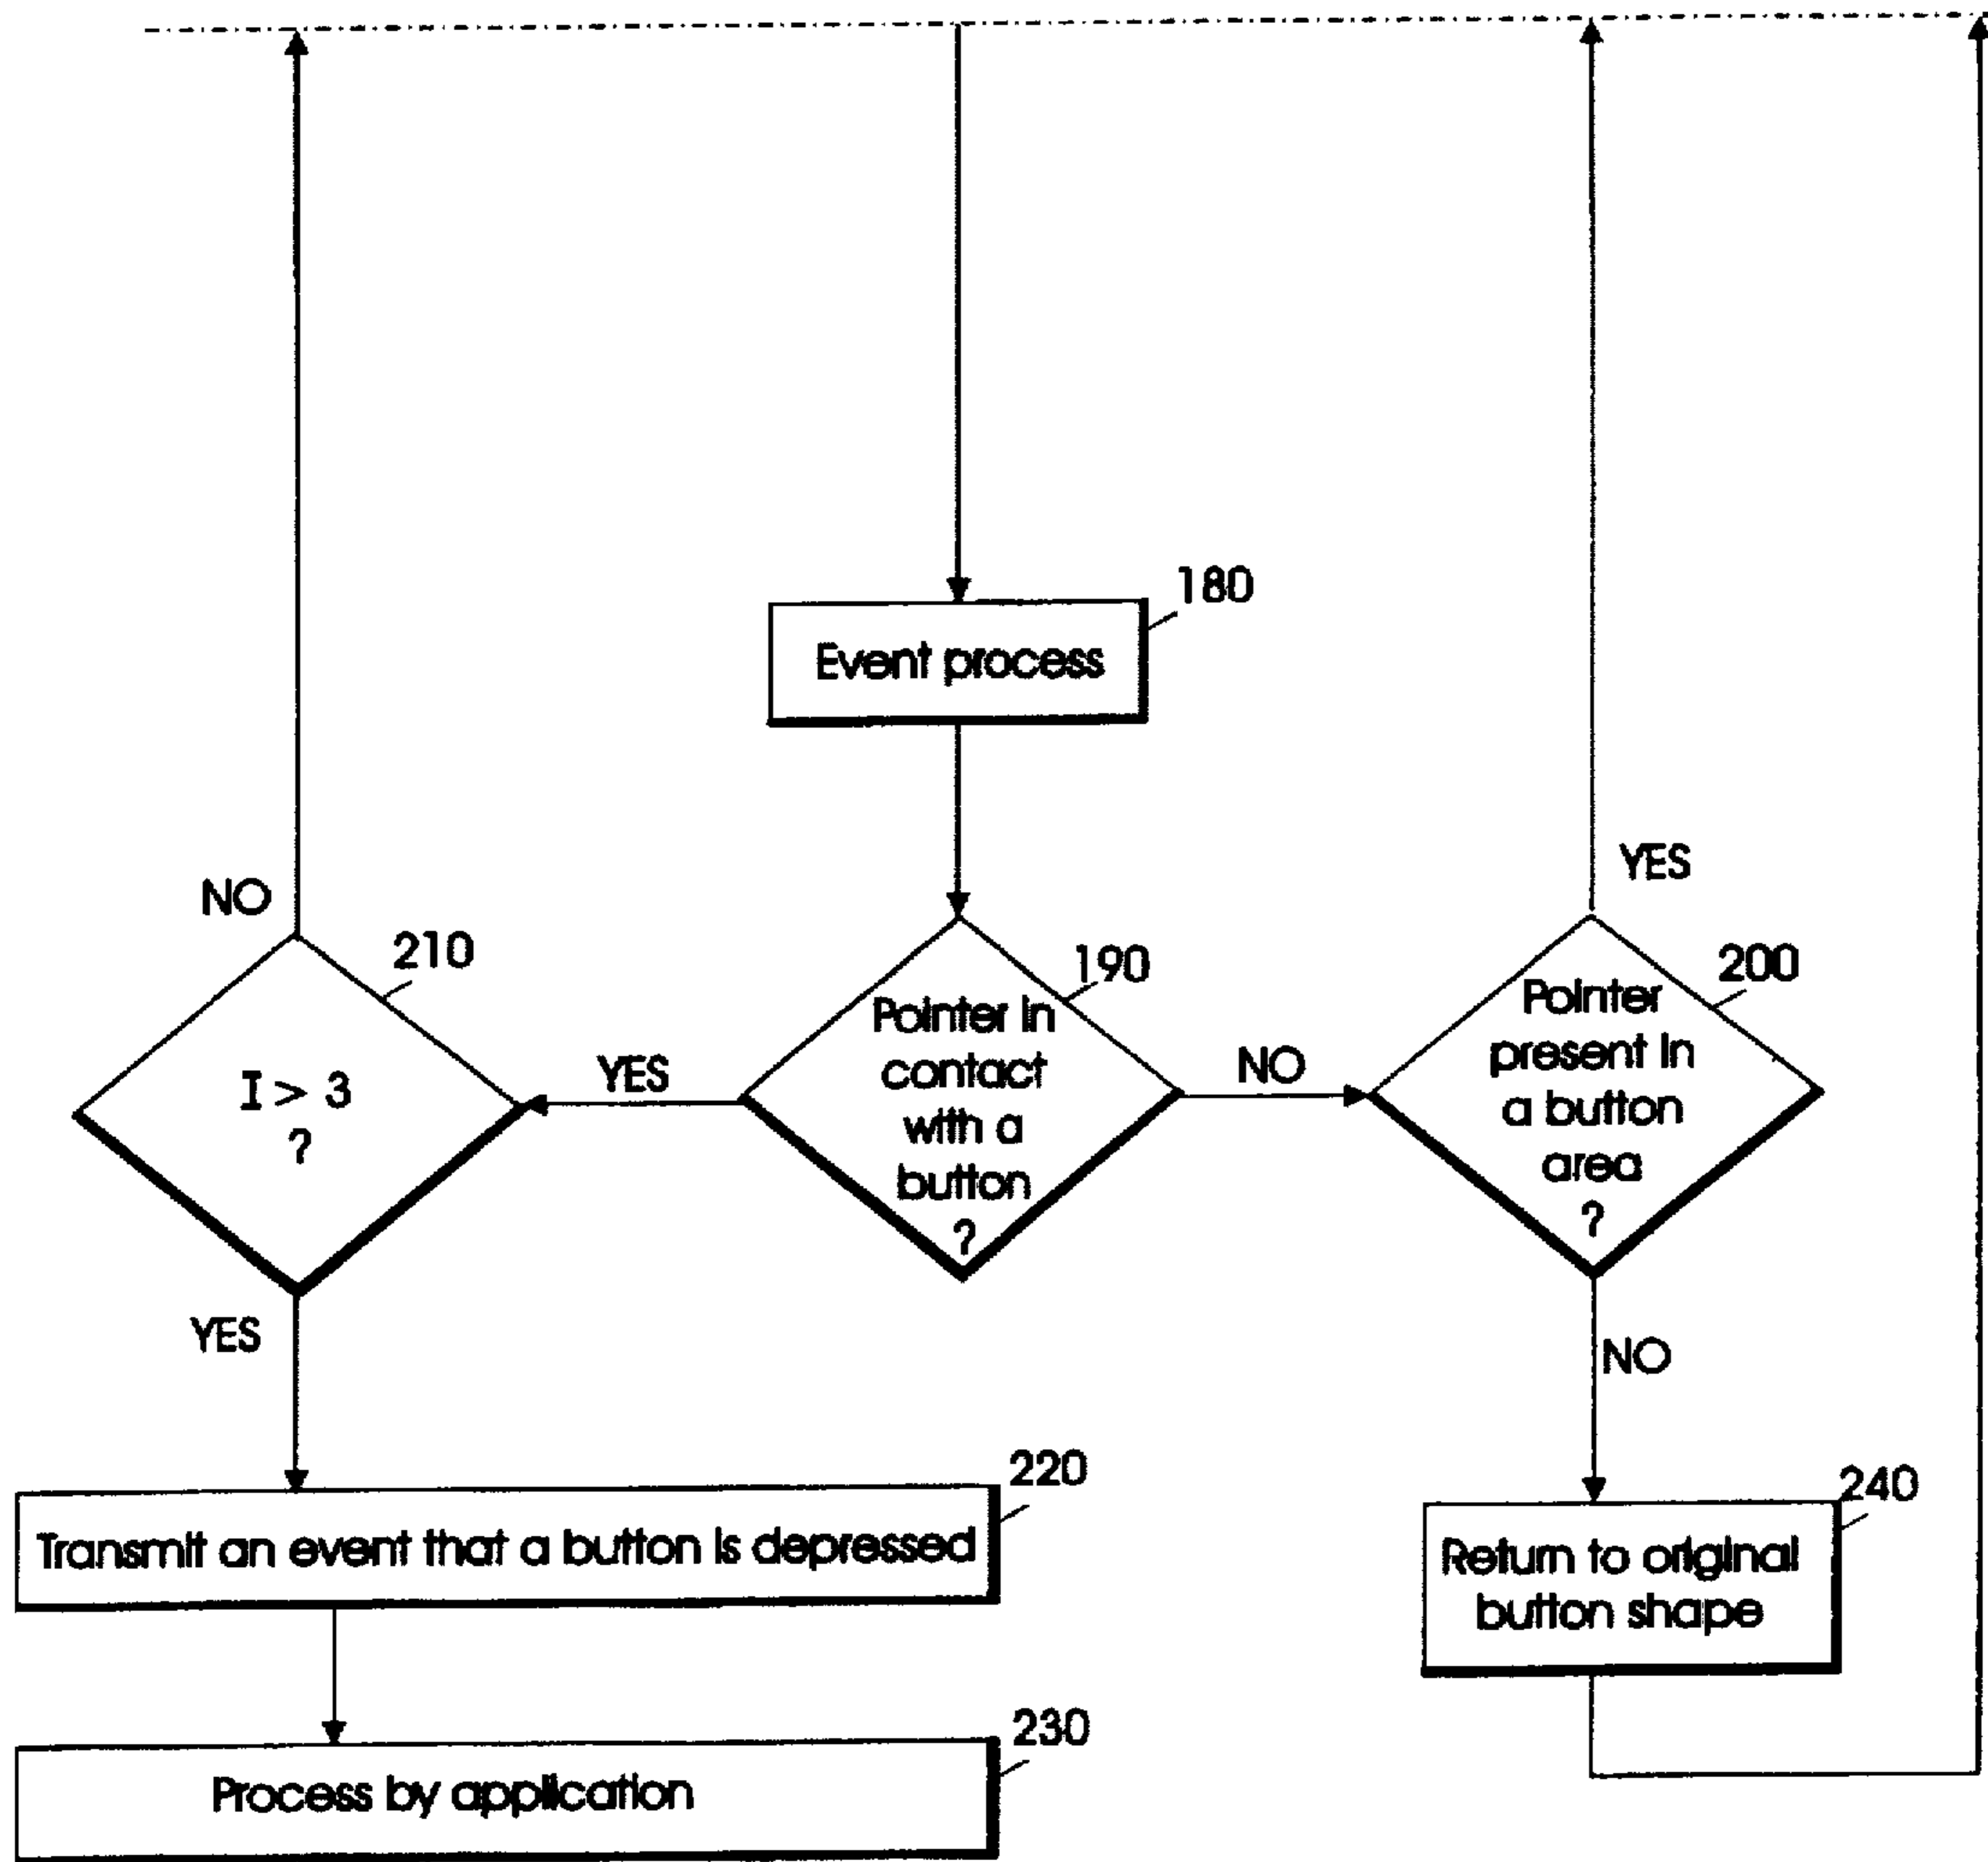 180
Event process
NO
YES
210
190
200
I > 3
?
YES
Pointer in
contact
with a
button
?
NO
Pointer
present in
a button
area
?
YES
NO
220
Transmit an event that a button is depressed
240
Return to original
button shape
230
Process by application